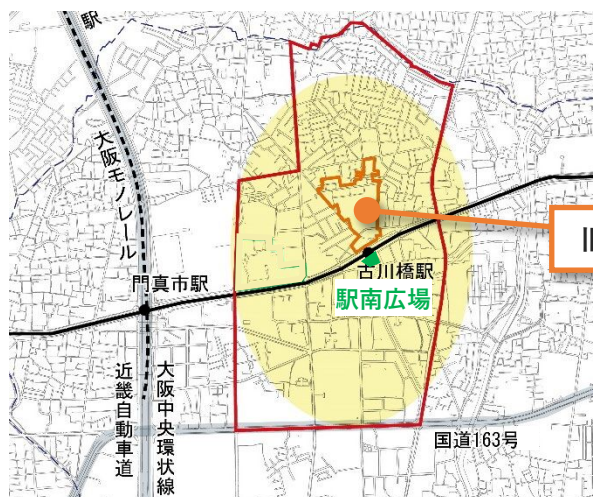 駅
大阪モノレール
門真市駅
古川橋駅
駅南広場
近畿自動車道
大阪中央環状線
国道163号